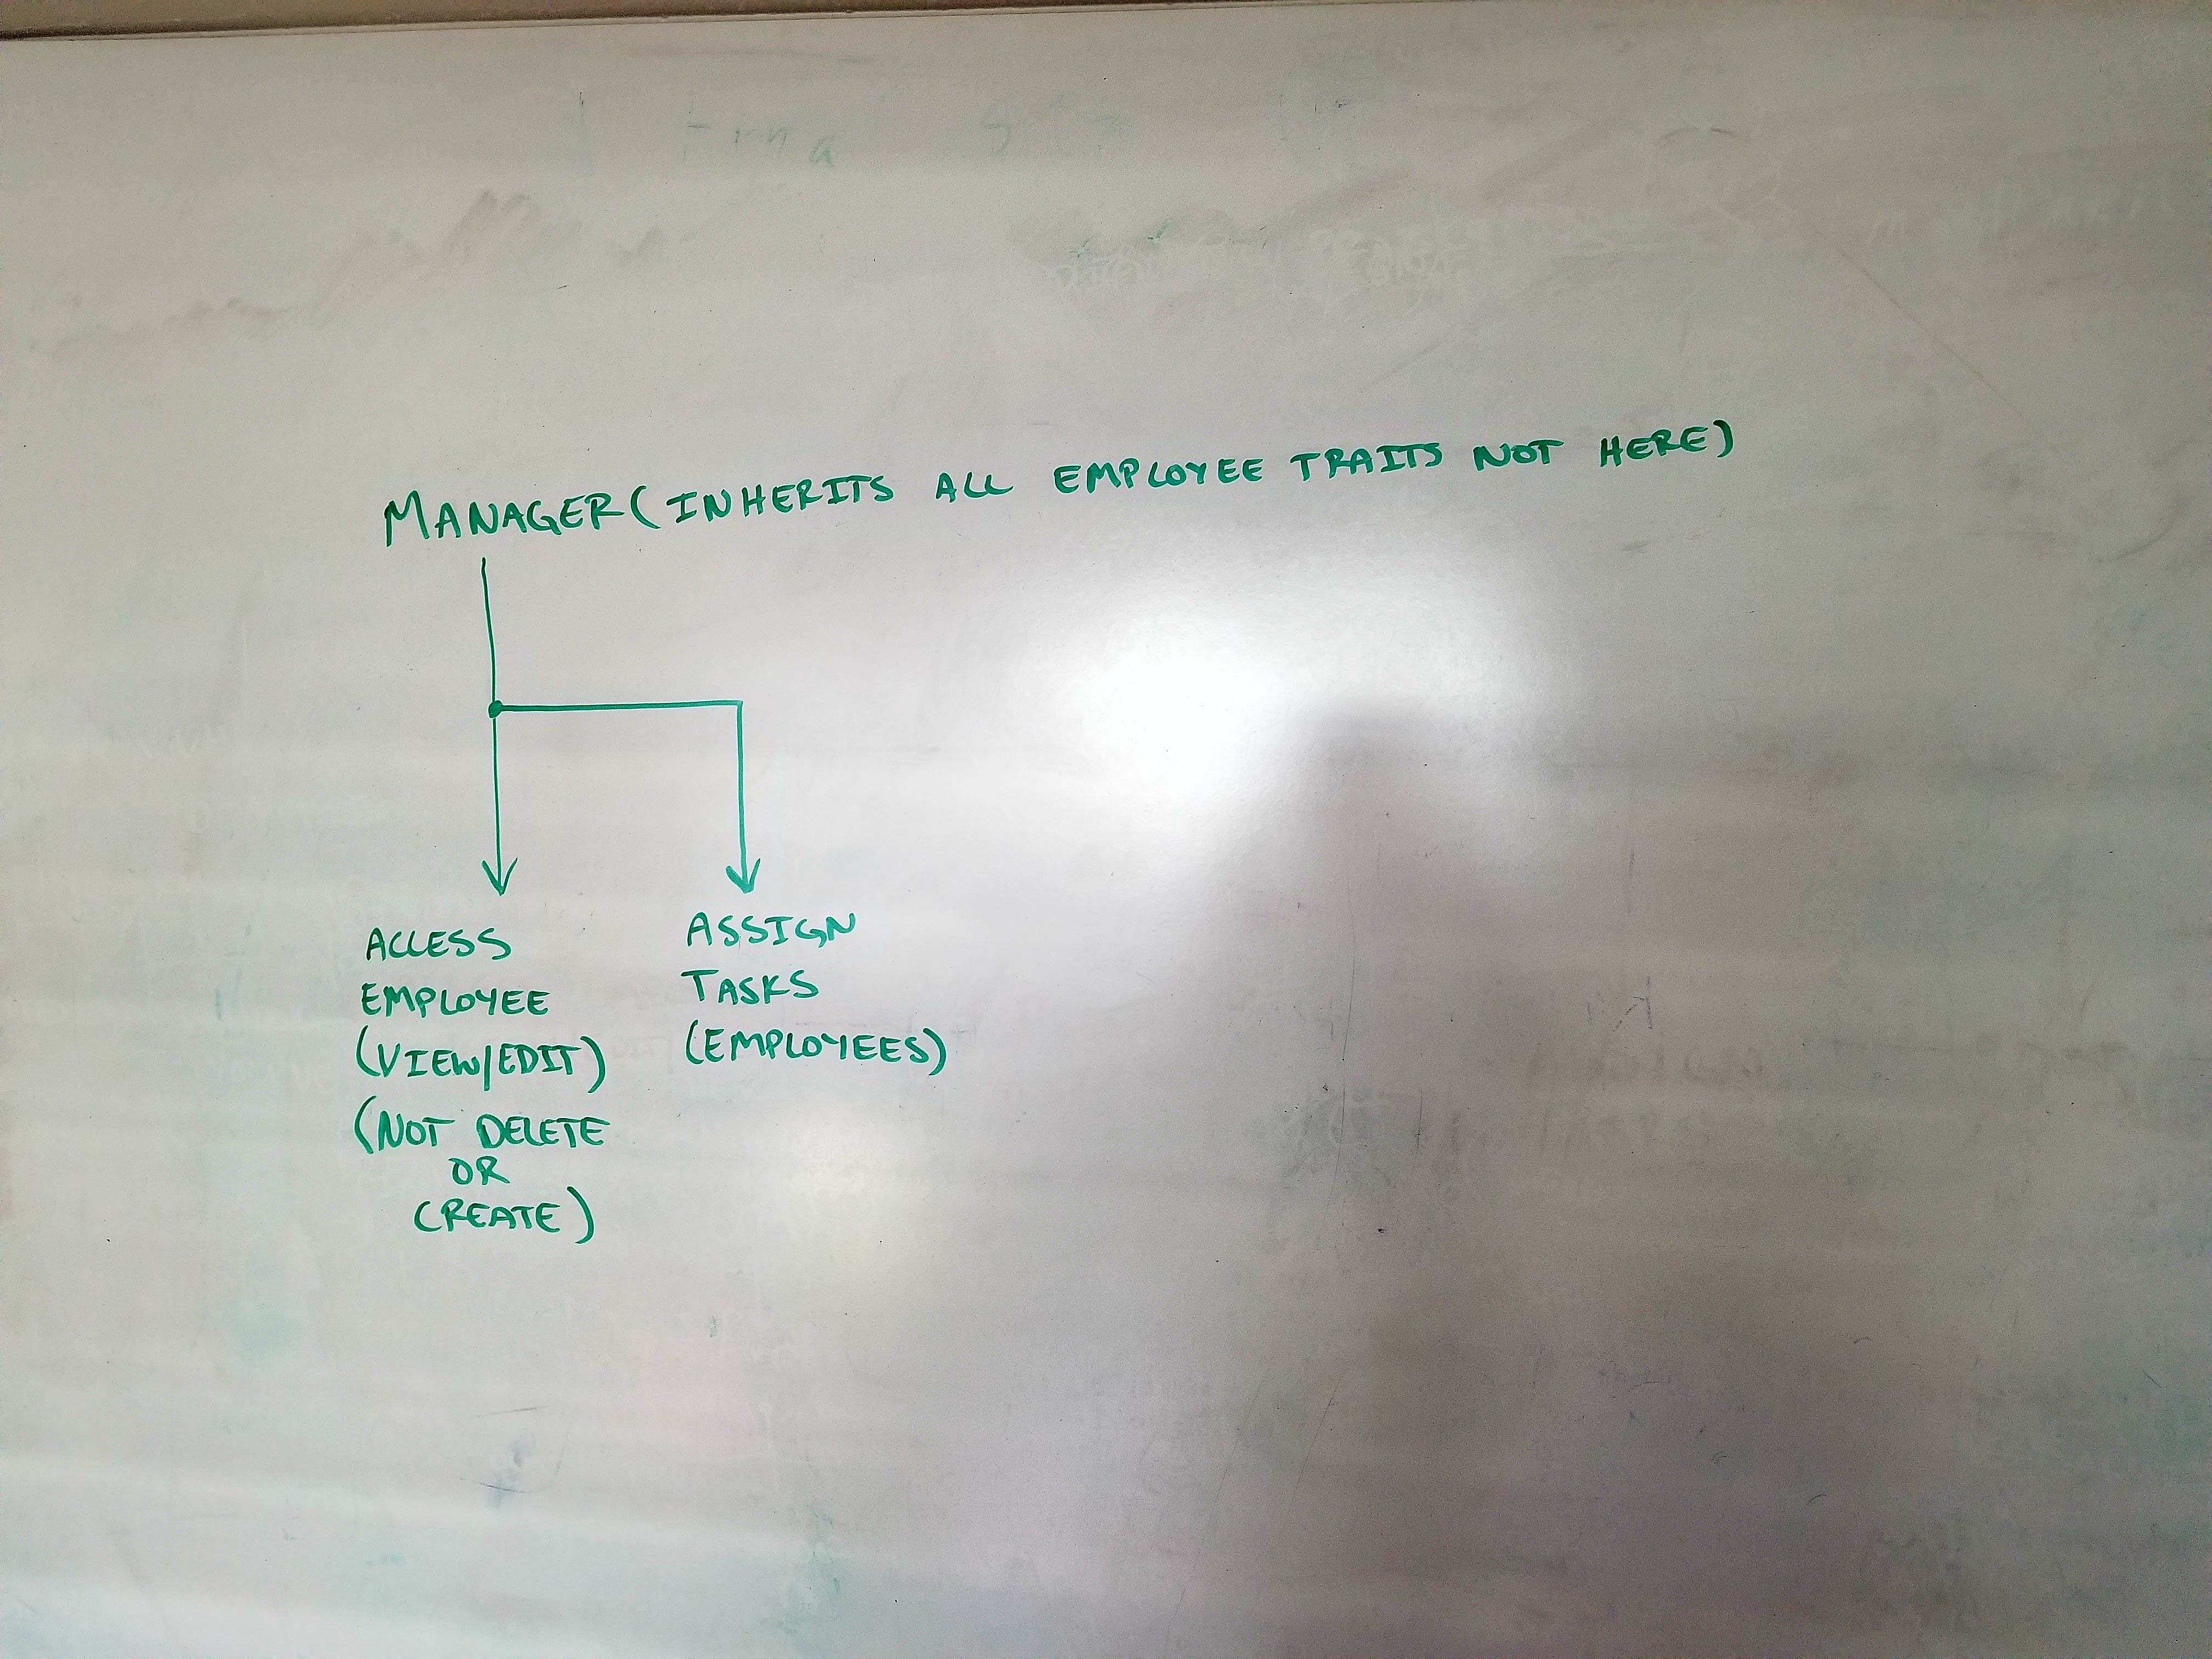 MANAGER (INHERITS ALL EMPLOYEE TRAITS NOT HERE)
ACCESS
EMPLOYEE
(VIEW/EDIT)
(NOT DELETE
OR
CREATE)
ASSIGN
TASKS
(EMPLOYEES)